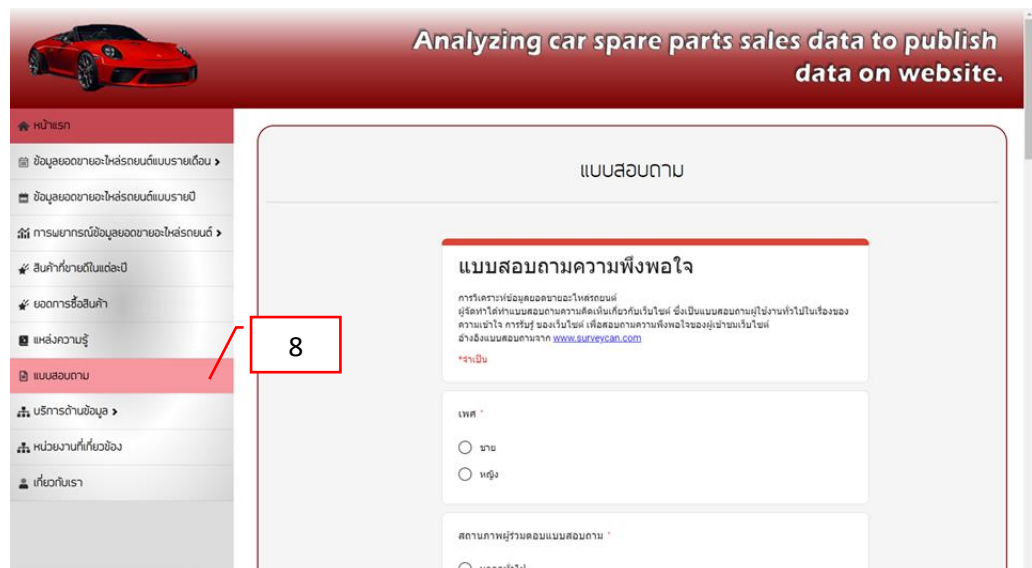 Analyzing car spare parts sales data to publish
data on website.
หน้าแรก
ข้อมูลยอดขายอะไหล่รถยนต์แบบรายเดือน
ข้อมูลยอดขายอะไหล่รถยนต์แบบรายปี
การพยากรณ์ข้อมูลยอดขายอะไหล่รถยนต์
สินค้าที่ขายดีในแต่ละปี
ยอดการซื้อสินค้า
แหล่งความรู้
แบบสอบถาม
บริการด้านข้อมูล
หน่วยงานที่เกี่ยวข้อง
เกี่ยวกับเรา
8
แบบสอบถาม
แบบสอบถามความพึงพอใจ
การวิเคราะห์ข้อมูลยอดขายอะไหล่รถยนต์
ผู้จัดทำได้ทำแบบสอบถามความคิดเห็นเกี่ยวกับเว็บไซต์ ซึ่งเป็นแบบสอบถามผู้ใช้งานทั่วไปในเรื่องของ
ความเข้าใจ การรับรู้ ของเว็บไซต์ เพื่อสอบถามความพึงพอใจของผู้เข้าชมเว็บไซต์
อ้างอิงแบบสอบถามจาก www.surveycan.com
*จำเป็น
เพศ *
ชาย
หญิง
สถานภาพผู้ร่วมตอบแบบสอบถาม *